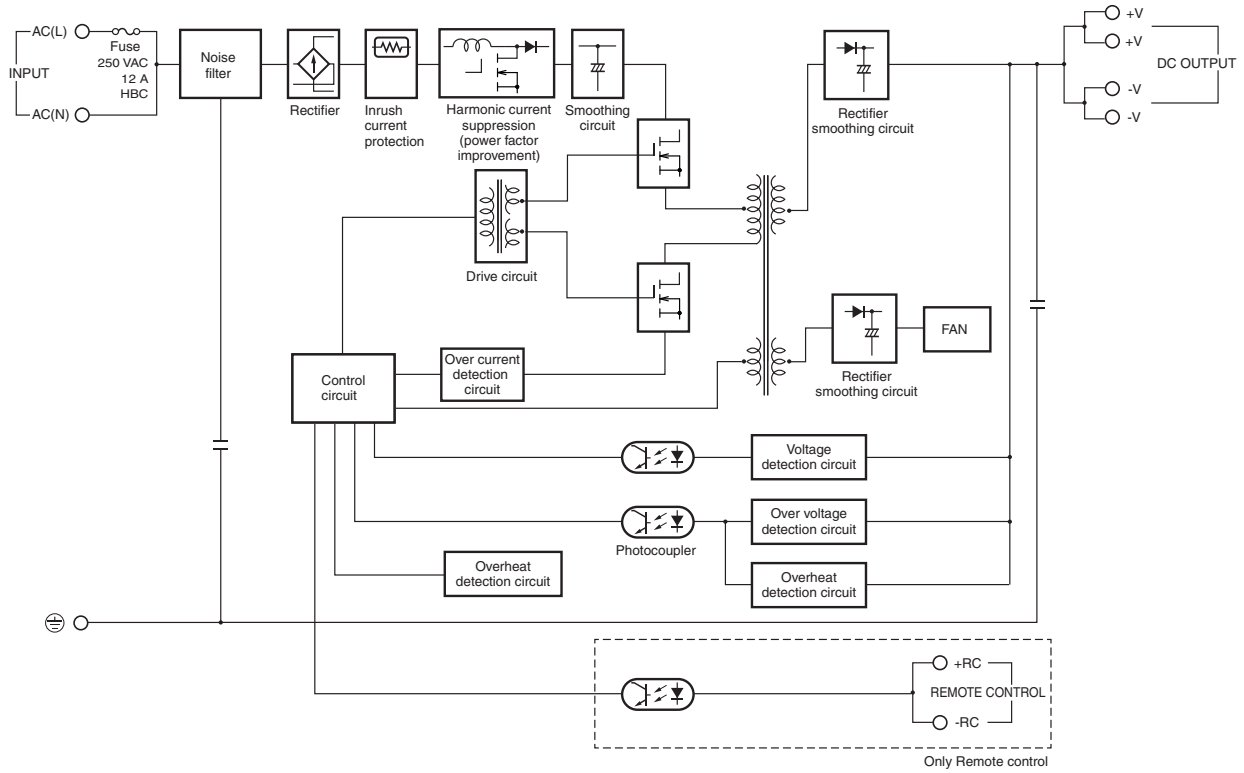 AC(L)
Fuse
250 VAC
12 A
HBC
INPUT
AC(N)
Noise
filter
Rectifier
Inrush
current
protection
Harmonic current
suppression
(power factor
improvement)
Smoothing
circuit
Rectifier
smoothing circuit
+V
+V
DC OUTPUT
-V
-V
Drive circuit
Control
circuit
Over current
detection
circuit
FAN
Rectifier
smoothing circuit
Voltage
detection circuit
Over voltage
detection circuit
Photocoupler
Overheat
detection circuit
Overheat
detection circuit
+RC
REMOTE CONTROL
-RC
Only Remote control